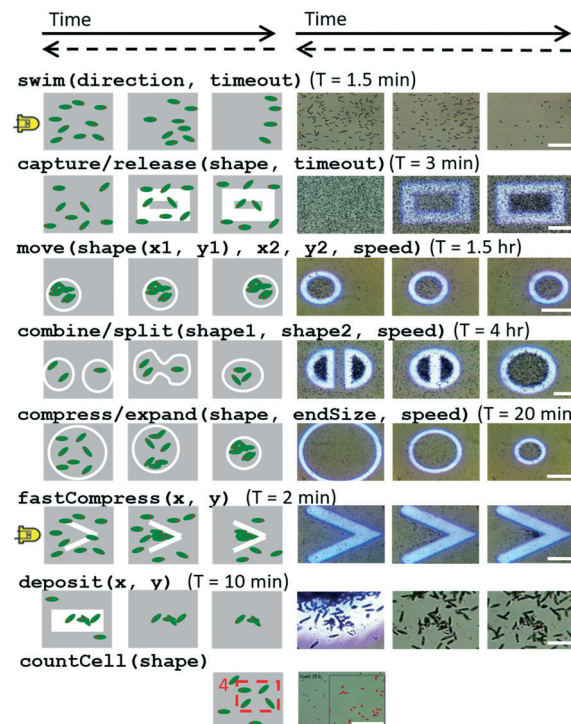 Time Time
swim(direction, timeout) (T = 1.5 min)
capture/release(shape, timeout) (T = 3 min)
move(shape(x1, y1), x2, y2, speed) (T = 1.5 hr)
combine/split(shape1, shape2, speed) (T = 4 hr)
compress/expand(shape, endSize, speed) (T = 20 min)
fastCompress(x, y) (T = 2 min)
deposit(x, y) (T = 10 min)
countCell(shape)
4